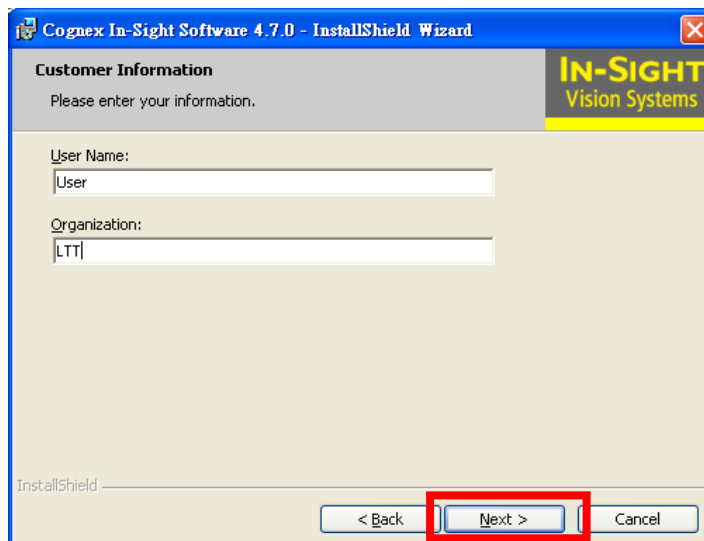 Cognex In-Sight Software 4.7.0 - InstallShield Wizard
Customer Information
Please enter your information.
IN-SIGHT
Vision Systems
User Name:
User
Organization:
LTT
InstallShield
< Back
Next >
Cancel